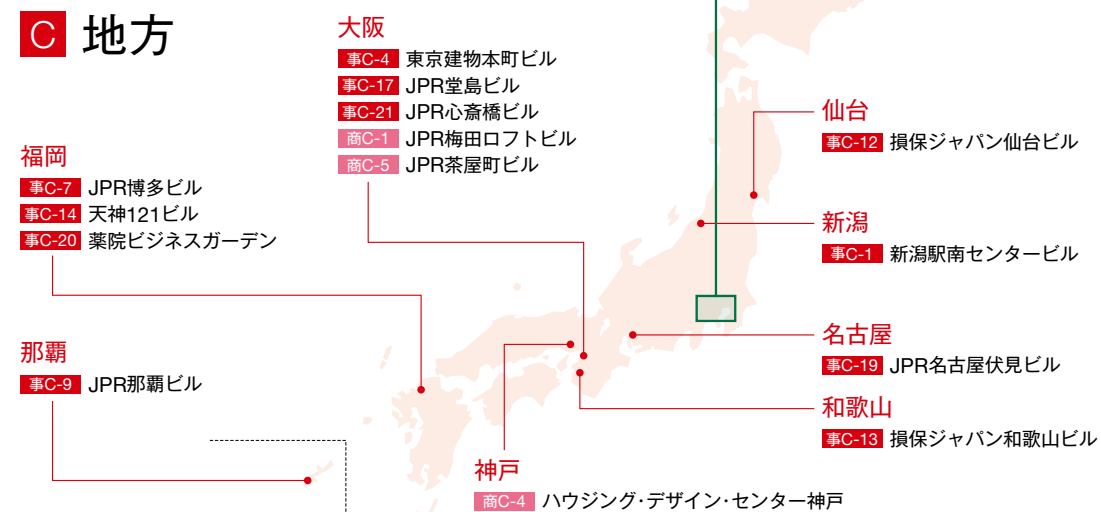 C 地方
大阪
事C-4 東京建物本町ビル
事C-17 JPR堂島ビル
事C-21 JPR心斎橋ビル
商C-1 JPR梅田ロフトビル
商C-5 JPR茶屋町ビル
福岡
事C-7 JPR博多ビル
事C-14 天神121ビル
事C-20 薬院ビジネスガーデン
那覇
事C-9 JPR那覇ビル
神戸
商C-4 ハウジング・デザイン・センター神戸
仙台
事C-12 損保ジャパン仙台ビル
新潟
事C-1 新潟駅南センタービル
名古屋
事C-19 JPR名古屋伏見ビル
和歌山
事C-13 損保ジャパン和歌山ビル